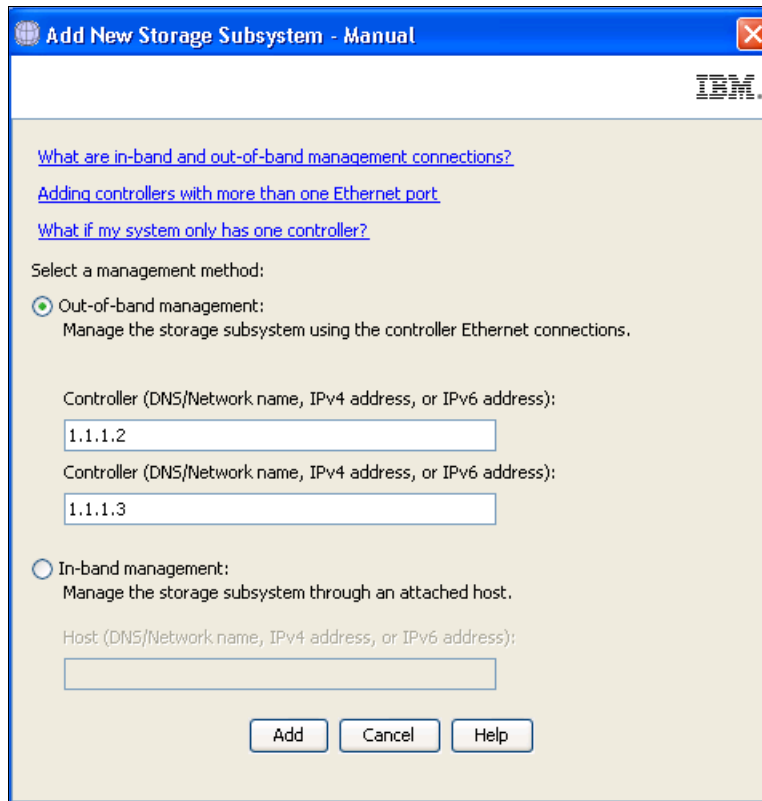 Add New Storage Subsystem - Manual
IBM.
What are in-band and out-of-band management connections?
Adding controllers with more than one Ethernet port
What if my system only has one controller?
Select a management method:
Out-of-band management:
Manage the storage subsystem using the controller Ethernet connections.
Controller (DNS/Network name, IPv4 address, or IPv6 address):
1.1.1.2
Controller (DNS/Network name, IPv4 address, or IPv6 address):
1.1.1.3
In-band management:
Manage the storage subsystem through an attached host.
Host (DNS/Network name, IPv4 address, or IPv6 address):
Add Cancel Help